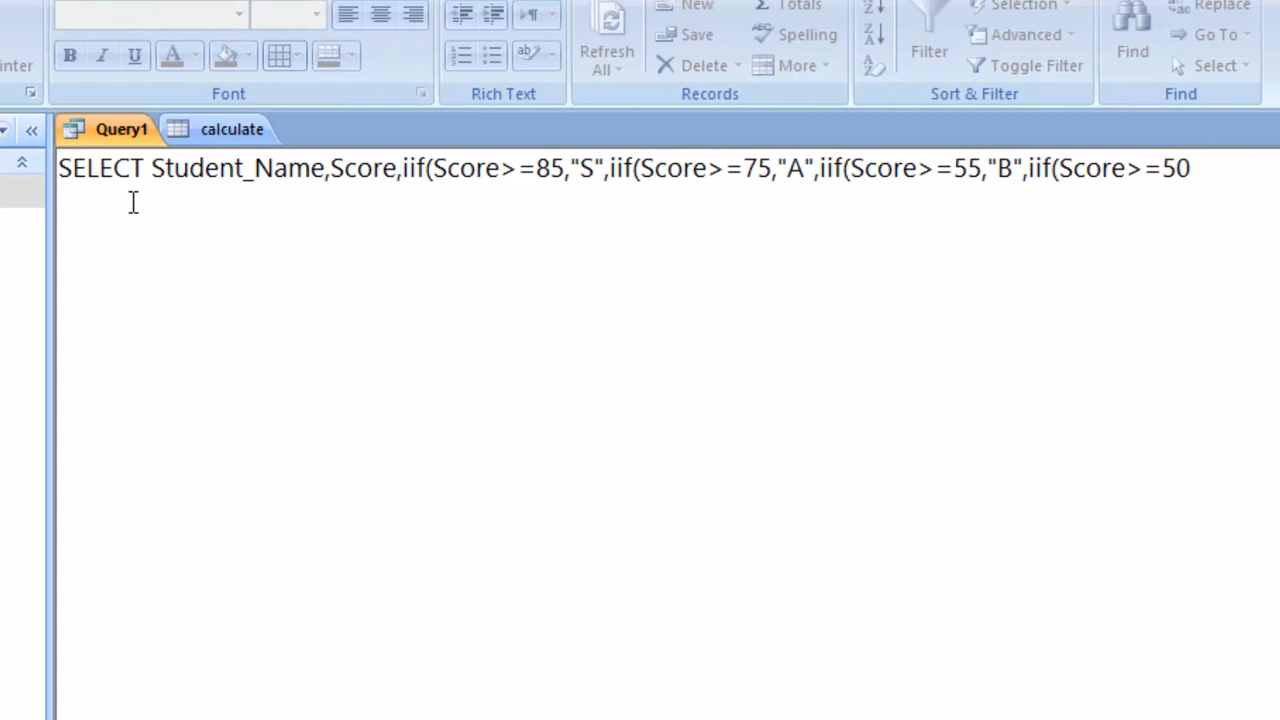 New Totals Selection Replace
B I U A Refresh Save Spelling Filter Advanced Find Go To
inter All Delete More Toggle Filter Select
Font Rich Text Records Sort & Filter Find
Query1 calculate
SELECT Student_Name,Score,iif(Score>=85,"S",iif(Score>=75,"A",iif(Score>=55,"B",iif(Score>=50